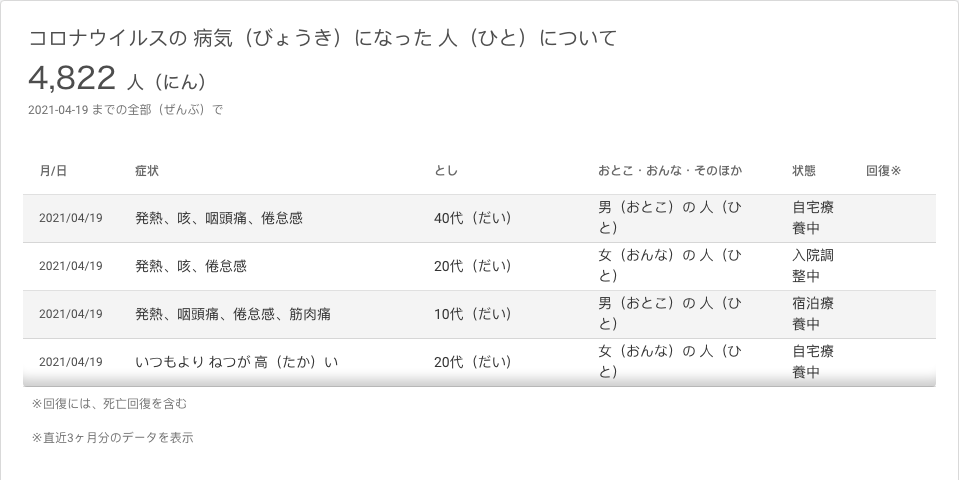 コロナウイルスの 病気（びょうき）になった 人（ひと）について
4,822 人（にん）
2021-04-19 までの全部（ぜんぶ）で
月/日 症状 とし おとこ・おんな・そのほか 状態 回復※
2021/04/19 発熱、咳、咽頭痛、倦怠感 40代（だい） 男（おとこ）の 人（ひ 自宅療
と） 養中
2021/04/19 発熱、咳、倦怠感 20代（だい） 女（おんな）の 人（ひ 入院調
と） 整中
2021/04/19 発熱、咽頭痛、倦怠感、筋肉痛 10代（だい） 男（おとこ）の 人（ひ 宿泊療
と） 養中
2021/04/19 いつもより ねつが 高（たか）い 20代（だい） 女（おんな）の 人（ひ 自宅療
と） 養中
※回復には、死亡回復を含む
※直近3ヶ月分のデータを表示